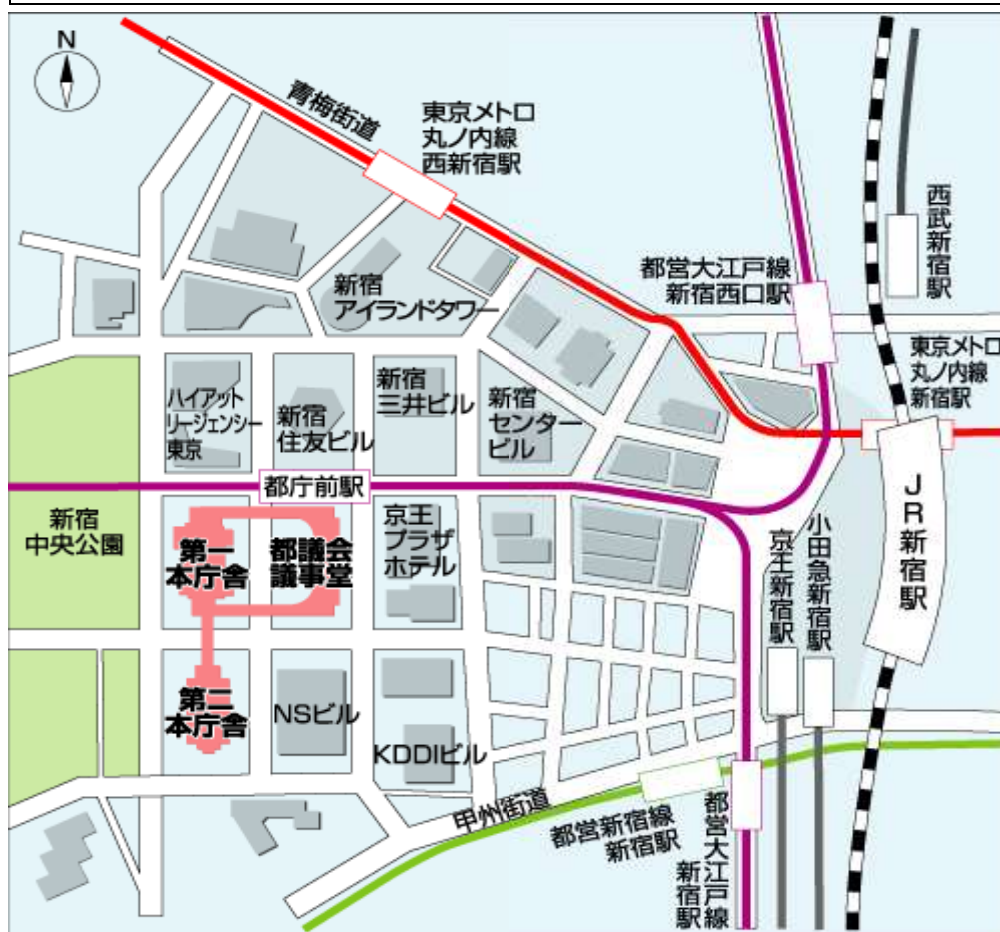 N
青梅街道
東京メトロ
丸ノ内線
西新宿駅
西武新宿駅
都営大江戸線
新宿西口駅
新宿
アイランドタワー
東京メトロ
丸ノ内線
新宿駅
ハイアット
リージェンシー
東京
新宿
住友ビル
新宿
三井ビル
新宿
センター
ビル
都庁前駅
JR新宿駅
新宿
中央公園
第一
本庁舎
都議会
議事堂
京王
プラザ
ホテル
京王新宿駅
小田急新宿駅
第二
本庁舎
NSビル
KDDIビル
甲州街道
都営新宿線
新宿駅
都営大江戸線
新宿駅